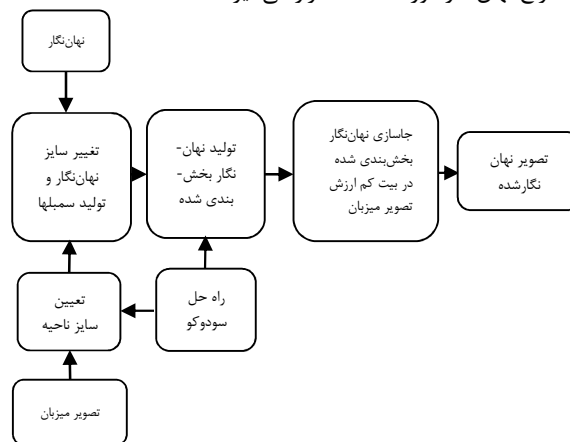 نهان‌نگار
تغییر سایز
نهان‌نگار و
تولید سمبلها
تولید نهان-
نگار بخش-
بندی شده
جاسازی نهان‌نگار
بخش‌بندی شده
در بیت کم ارزش
تصویر میزبان
تصویر نهان
نگارشده
تعیین
سایز ناحیه
راه حل
سودوکو
تصویر میزبان